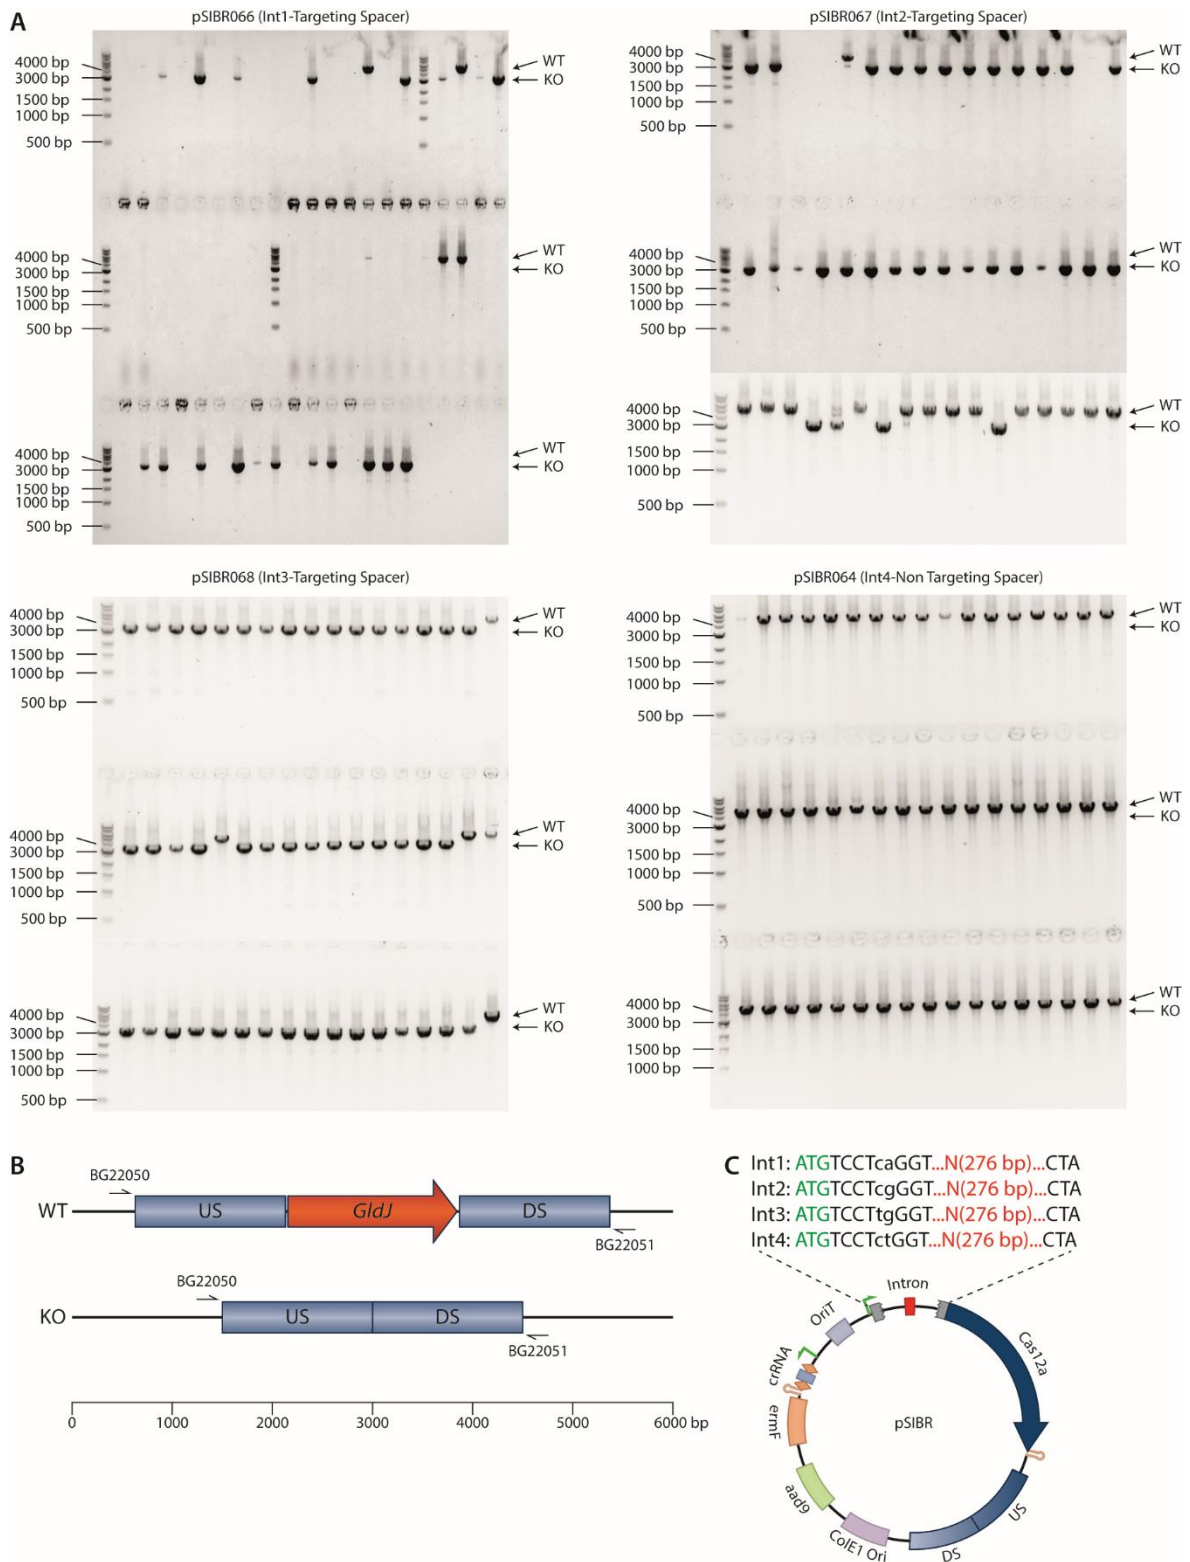 A
pSIBR066 (Int1-Targeting Spacer)
4000 bp
3000 bp
1500 bp
1000 bp
500 bp
WT
KO
4000 bp
3000 bp
1500 bp
1000 bp
500 bp
WT
KO
4000 bp
3000 bp
1500 bp
1000 bp
500 bp
WT
KO
pSIBR067 (Int2-Targeting Spacer)
4000 bp
3000 bp
1500 bp
1000 bp
500 bp
WT
KO
4000 bp
3000 bp
1500 bp
1000 bp
500 bp
WT
KO
4000 bp
3000 bp
1500 bp
1000 bp
500 bp
WT
KO
pSIBR068 (Int3-Targeting Spacer)
4000 bp
3000 bp
1500 bp
1000 bp
500 bp
WT
KO
4000 bp
3000 bp
1500 bp
1000 bp
500 bp
WT
KO
4000 bp
3000 bp
1500 bp
1000 bp
500 bp
WT
KO
pSIBR064 (Int4-Non Targeting Spacer)
4000 bp
3000 bp
1500 bp
1000 bp
500 bp
WT
KO
4000 bp
3000 bp
1500 bp
1000 bp
500 bp
WT
KO
4000 bp
3000 bp
1500 bp
1000 bp
WT
KO
B
BG22050
WT
US
GldJ
DS
BG22051
BG22050
KO
US
DS
BG22051
0 1000 2000 3000 4000 5000 6000 bp
C
Int1: ATGTCCTcaGGT...N(276 bp)...CTA
Int2: ATGTCCTcgGGT...N(276 bp)...CTA
Int3: ATGTCCTtgGGT...N(276 bp)...CTA
Int4: ATGTCCTctGGT...N(276 bp)...CTA
Intron
OriT
Cas12a
crRNA
ermF
pSIBR
aad9
US
ColE1 Ori
DS